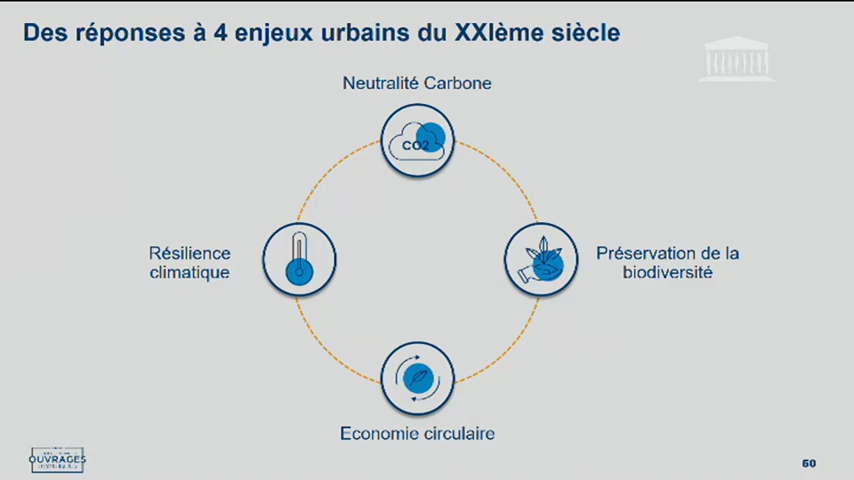 Des réponses à 4 enjeux urbains du XXIème siècle
Neutralité Carbone
CO2
Résilience
climatique
Préservation de la
biodiversité
Economie circulaire
OUVRAGES
60